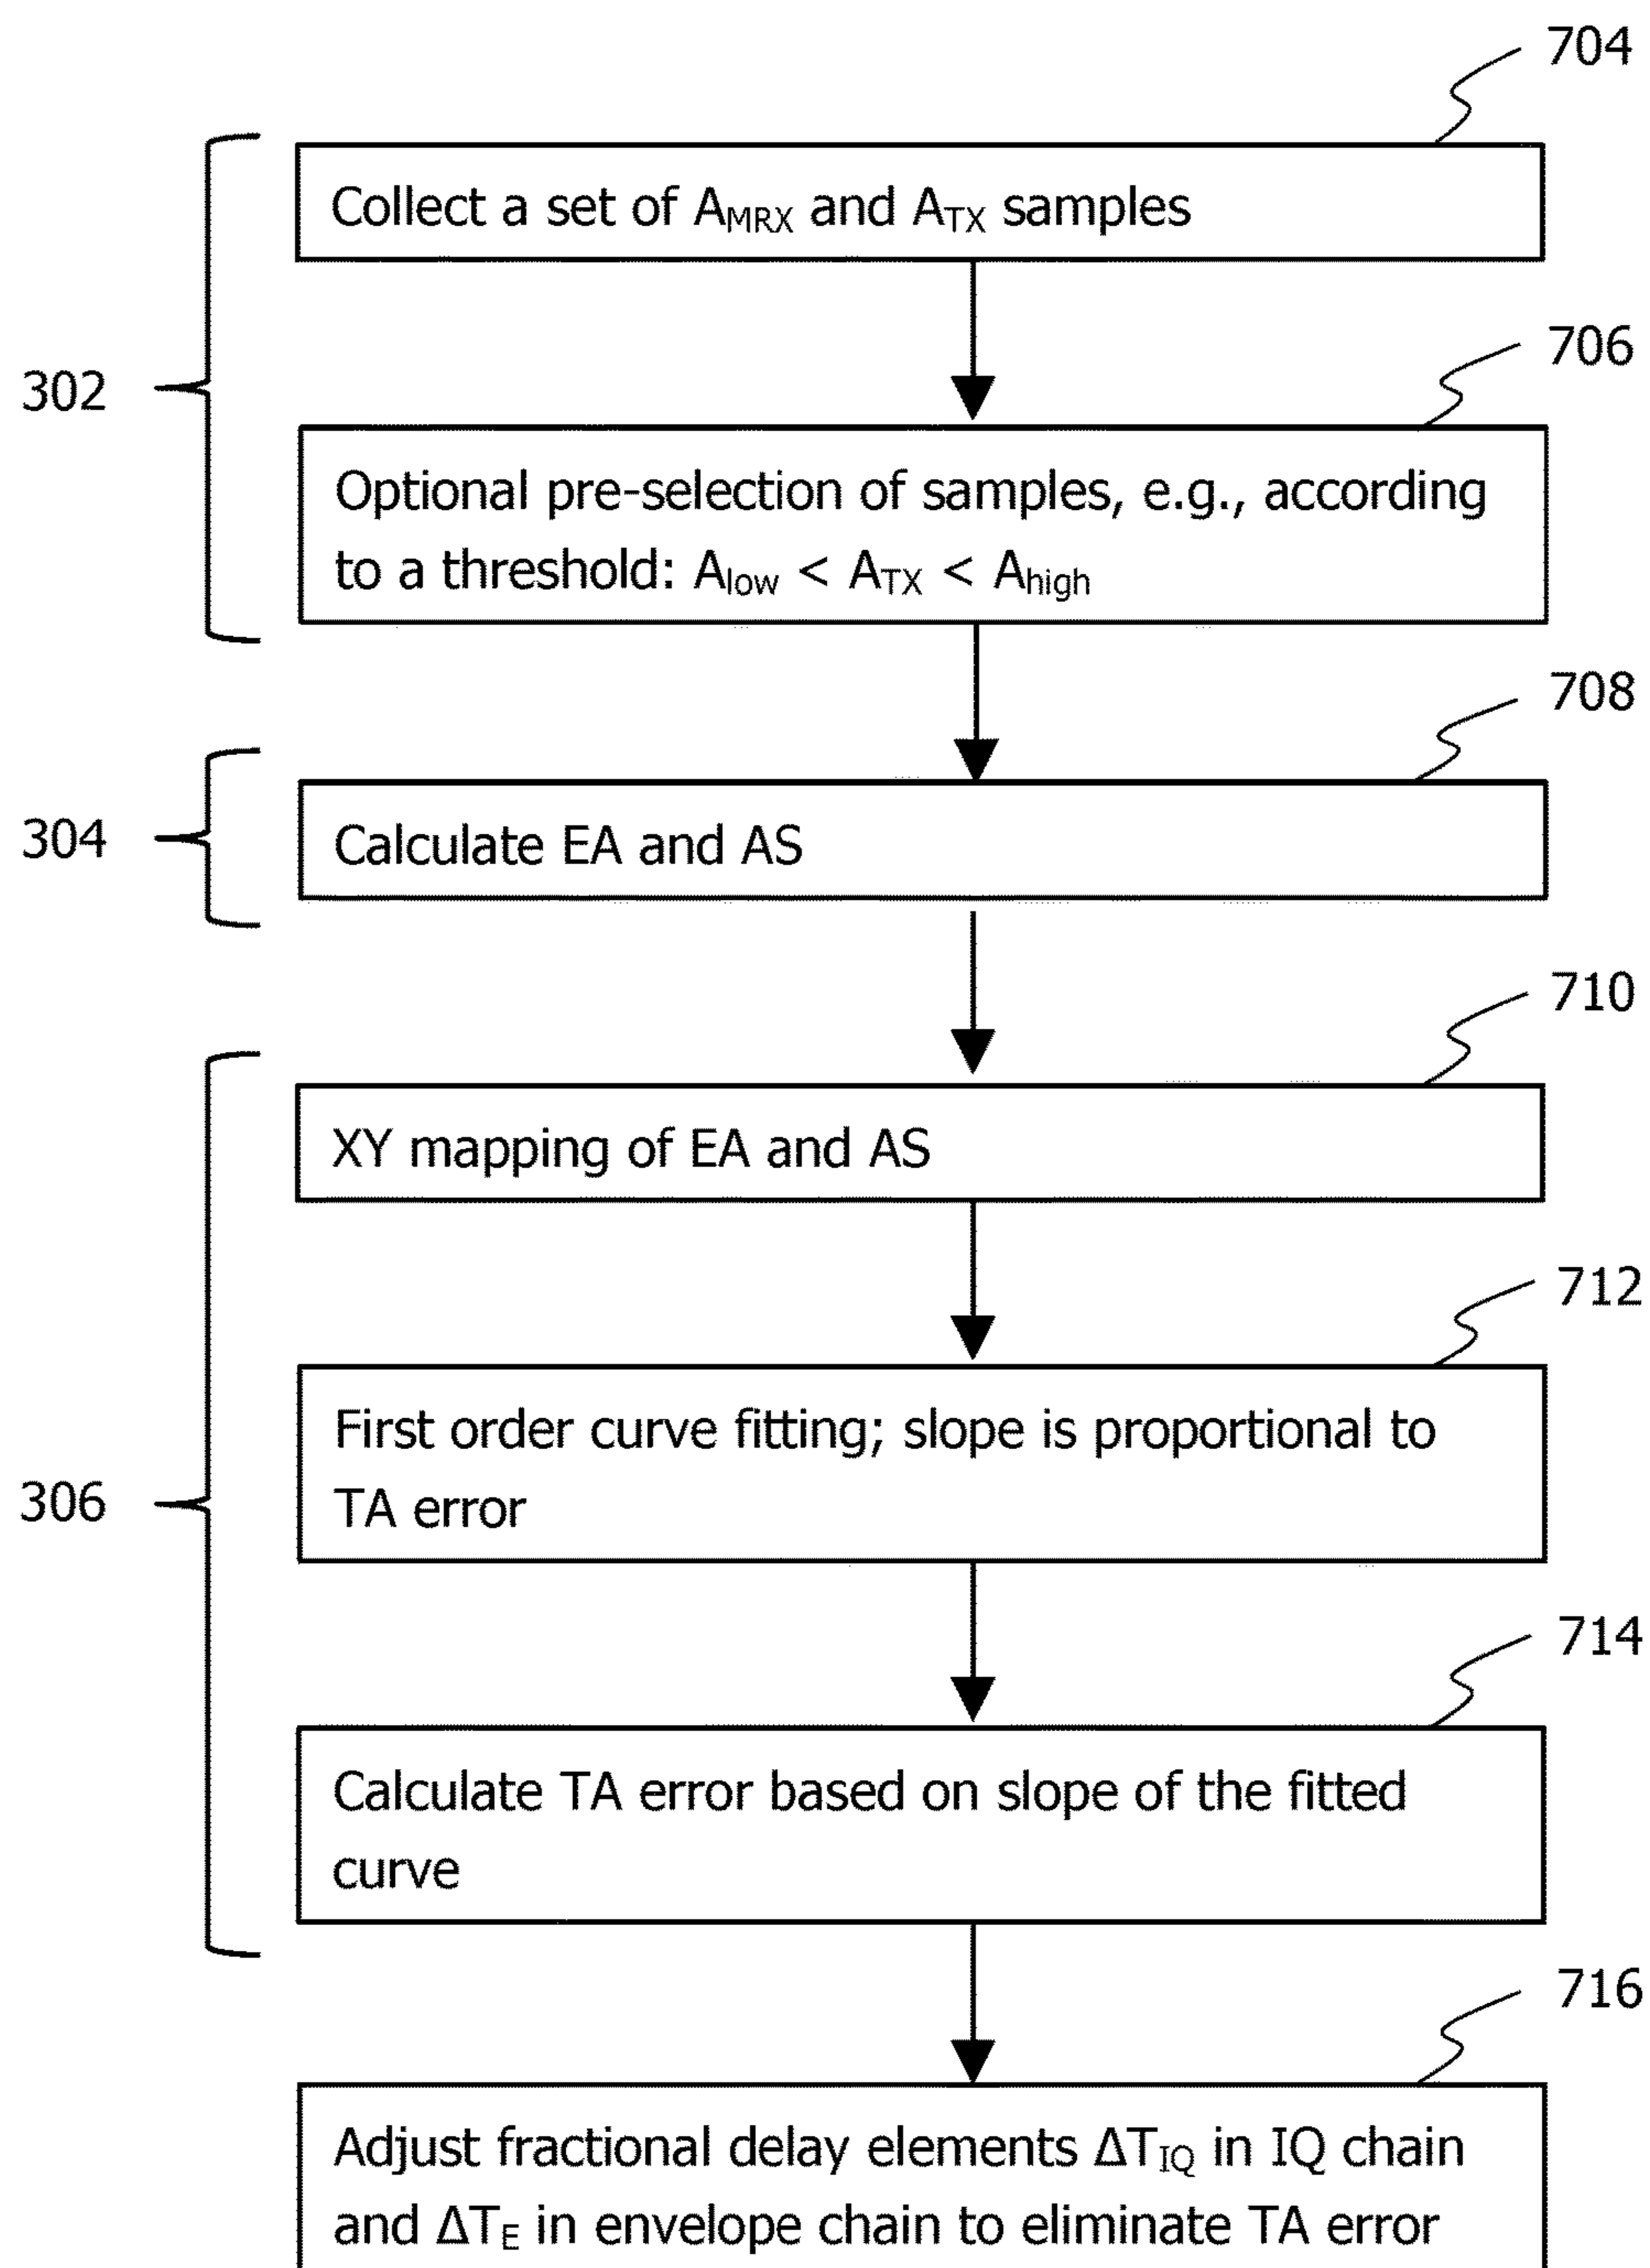 704
Collect a set of AMRX and ATX samples
706
302
Optional pre-selection of samples, e.g., according
to a threshold: Alow < ATX < Ahigh
708
304
Calculate EA and AS
710
XY mapping of EA and AS
712
First order curve fitting; slope is proportional to
TA error
306
714
Calculate TA error based on slope of the fitted
curve
716
Adjust fractional delay elements ΔTIQ in IQ chain
and ΔTE in envelope chain to eliminate TA error